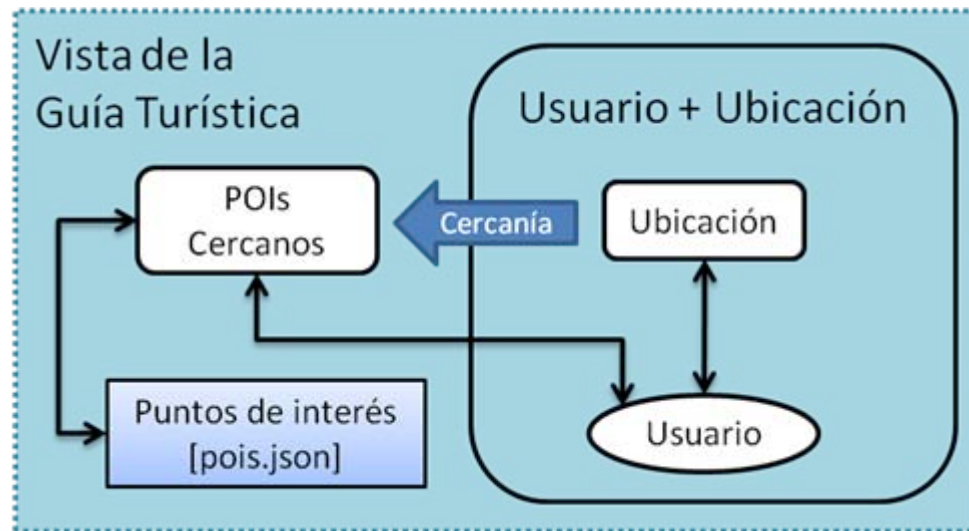 Vista de la
Guía Turística
Usuario + Ubicación
POIs
Cercanos
Cercanía
Ubicación
Puntos de interés
[pois.json]
Usuario